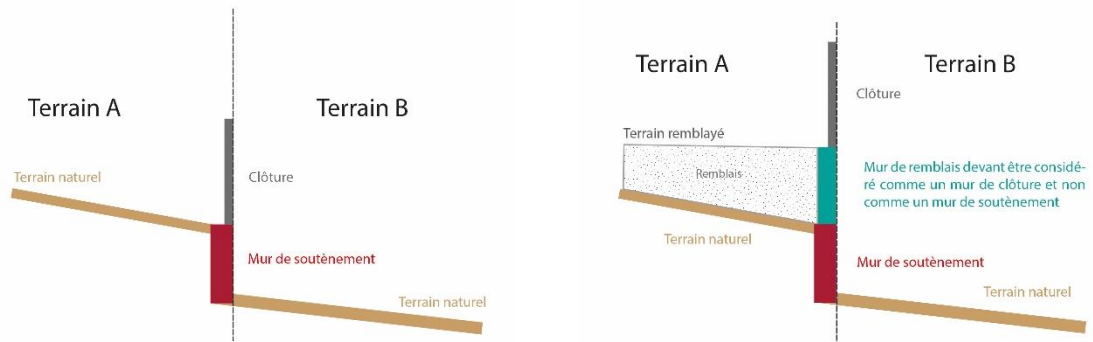 Terrain A
Terrain B
Terrain naturel
Clôture
Mur de soutènement
Terrain naturel
Terrain A
Terrain B
Clôture
Terrain remblayé
Remblais
Mur de remblais devant être considé-
ré comme un mur de clôture et non
comme un mur de soutènement
Terrain naturel
Mur de soutènement
Terrain naturel